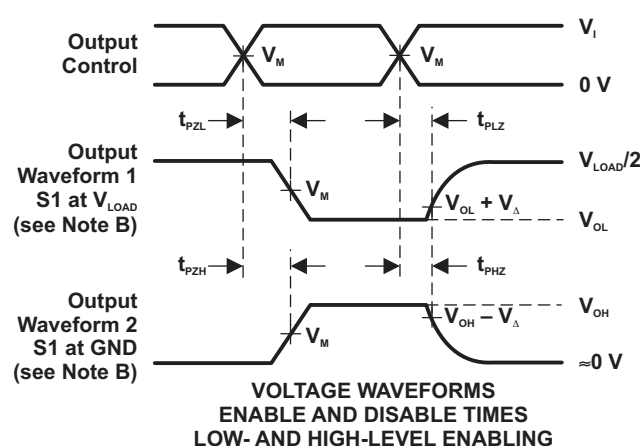 Output
Control
V_M
V_M
V_I
0 V
t_PZL
t_PLZ
Output
Waveform 1
S1 at V_LOAD
(see Note B)
V_M
V_LOAD/2
V_OL + V_Δ
V_OL
t_PZH
t_PHZ
Output
Waveform 2
S1 at GND
(see Note B)
V_M
V_OH
V_OH − V_Δ
≈0 V
VOLTAGE WAVEFORMS
ENABLE AND DISABLE TIMES
LOW- AND HIGH-LEVEL ENABLING